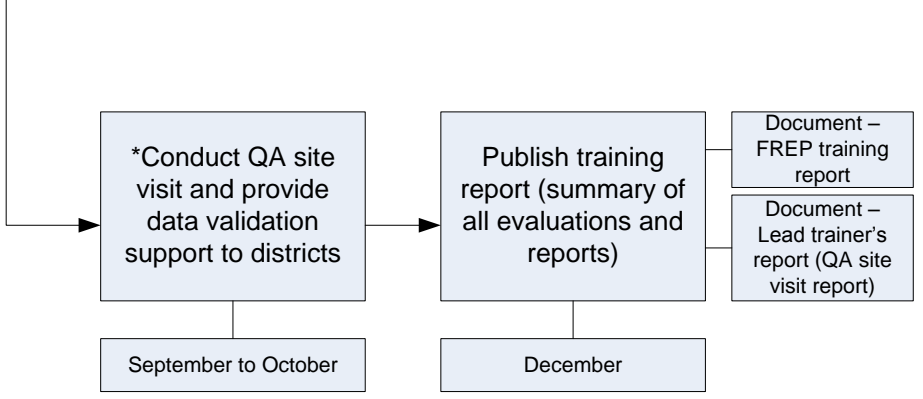 *Conduct QA site
visit and provide
data validation
support to districts
September to October
Publish training
report (summary of
all evaluations and
reports)
December
Document –
FREP training
report
Document –
Lead trainer's
report (QA site
visit report)